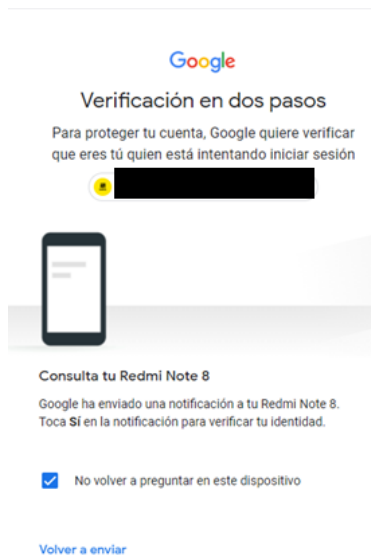 Google
Verificación en dos pasos
Para proteger tu cuenta, Google quiere verificar
que eres tú quien está intentando iniciar sesión
Consulta tu Redmi Note 8
Google ha enviado una notificación a tu Redmi Note 8.
Toca Sí en la notificación para verificar tu identidad.
No volver a preguntar en este dispositivo
Volver a enviar